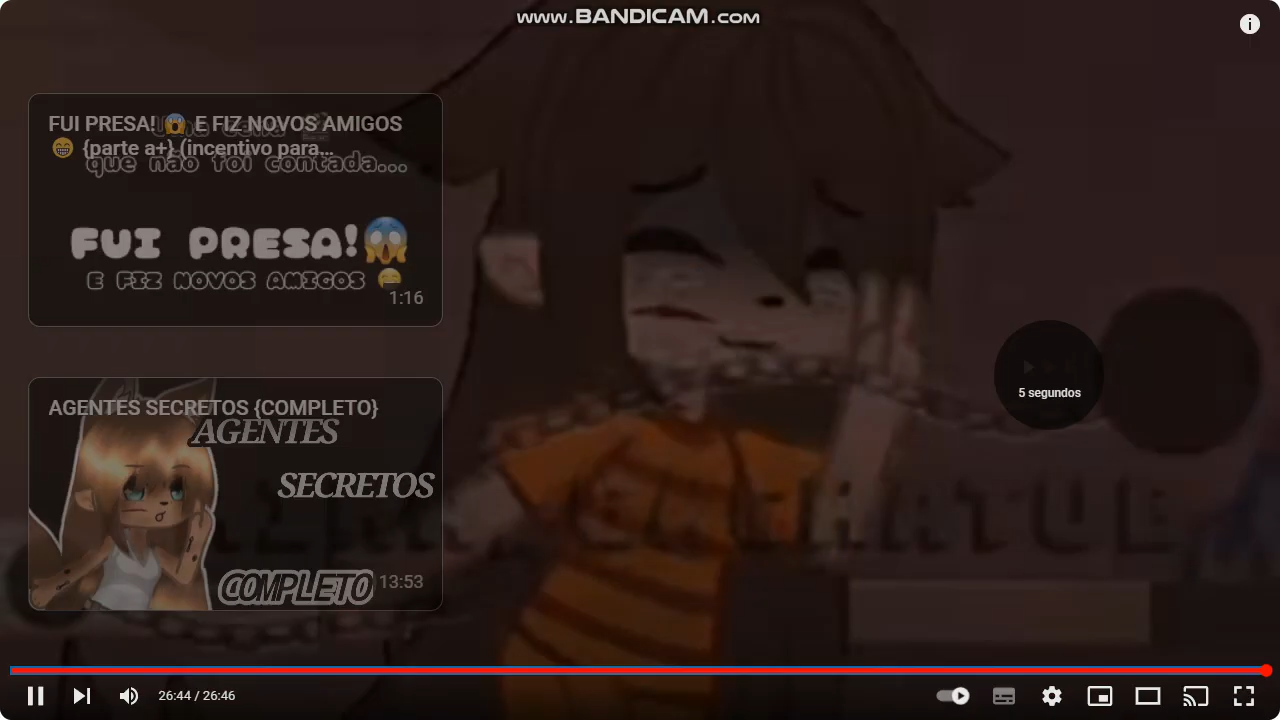 www.BANDICAM.com
FUI PRESA! 😱 E FIZ NOVOS AMIGOS
😁 {parte a+} (incentivo para...
que não foi contada...
FUI PRESA!😱
E FIZ NOVOS AMIGOS
1:16
5 segundos
AGENTES SECRETOS {COMPLETO}
AGENTES
SECRETOS
COMPLETO
13:53
26:44 / 26:46